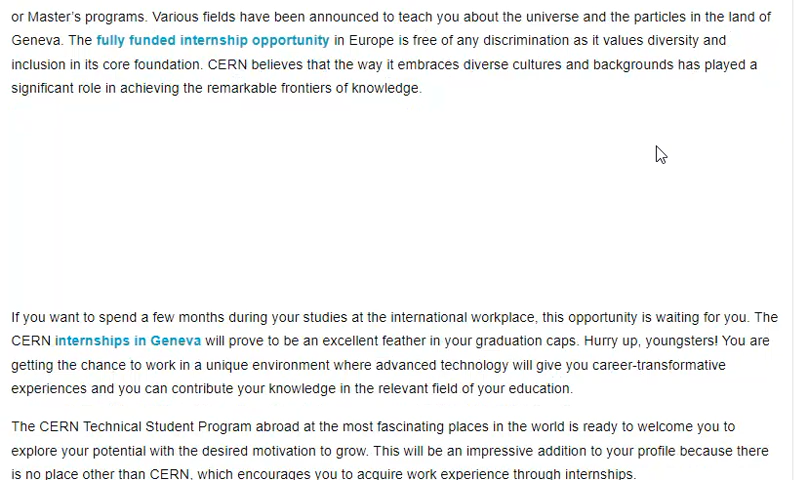 or Master's programs. Various fields have been announced to teach you about the universe and the particles in the land of
Geneva. The fully funded internship opportunity in Europe is free of any discrimination as it values diversity and
inclusion in its core foundation. CERN believes that the way it embraces diverse cultures and backgrounds has played a
significant role in achieving the remarkable frontiers of knowledge.
If you want to spend a few months during your studies at the international workplace, this opportunity is waiting for you. The
CERN internships in Geneva will prove to be an excellent feather in your graduation caps. Hurry up, youngsters! You are
getting the chance to work in a unique environment where advanced technology will give you career-transformative
experiences and you can contribute your knowledge in the relevant field of your education.
The CERN Technical Student Program abroad at the most fascinating places in the world is ready to welcome you to
explore your potential with the desired motivation to grow. This will be an impressive addition to your profile because there
is no place other than CERN, which encourages you to acquire work experience through internships.